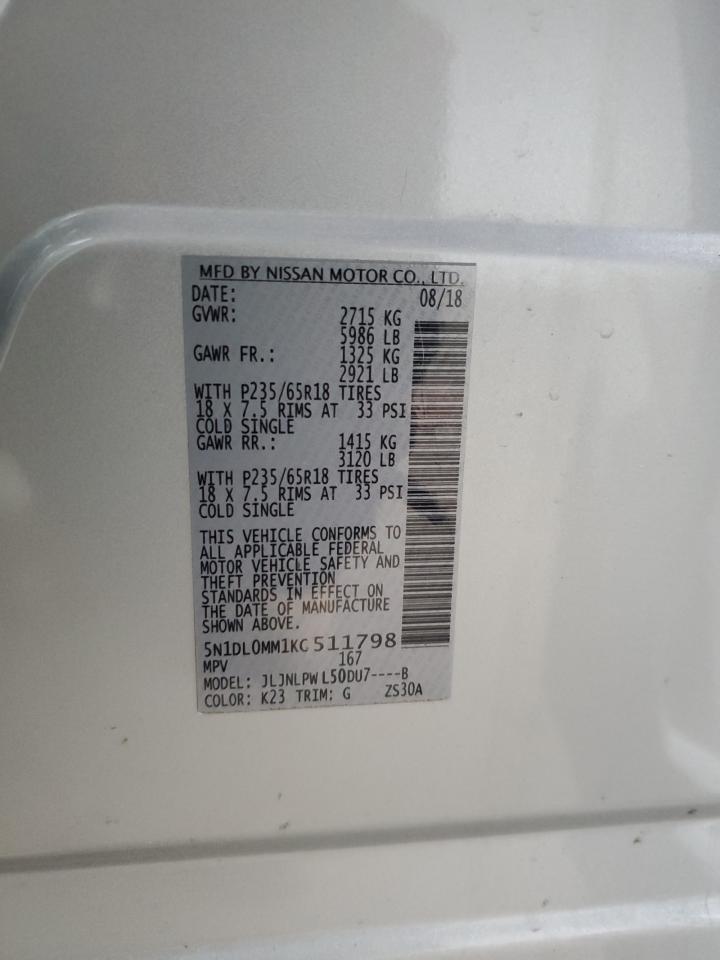 MFD BY NISSAN MOTOR CO., LTD.
DATE: 08/18
GVWR: 2715 KG
5986 LB
GAWR FR.: 1325 KG
2921 LB
WITH P235/65R18 TIRES
18 X 7.5 RIMS AT 33 PSI
COLD SINGLE
GAWR RR.: 1415 KG
3120 LB
WITH P235/65R18 TIRES
18 X 7.5 RIMS AT 33 PSI
COLD SINGLE
THIS VEHICLE CONFORMS TO
ALL APPLICABLE FEDERAL
MOTOR VEHICLE SAFETY AND
THEFT PREVENTION
STANDARDS IN EFFECT ON
THE DATE OF MANUFACTURE
SHOWN ABOVE.
5N1DL0MM1KC511798
MPV 167
MODEL: JLJNLPW L50DU7----B
COLOR: K23 TRIM: G ZS30A